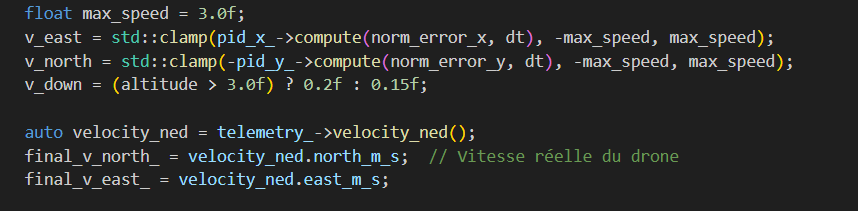 float max_speed = 3.0f;
v_east = std::clamp(pid_x_->compute(norm_error_x, dt), -max_speed, max_speed);
v_north = std::clamp(-pid_y_->compute(norm_error_y, dt), -max_speed, max_speed);
v_down = (altitude > 3.0f) ? 0.2f : 0.15f;

auto velocity_ned = telemetry_->velocity_ned();
final_v_north_ = velocity_ned.north_m_s;  // Vitesse réelle du drone
final_v_east_ = velocity_ned.east_m_s;